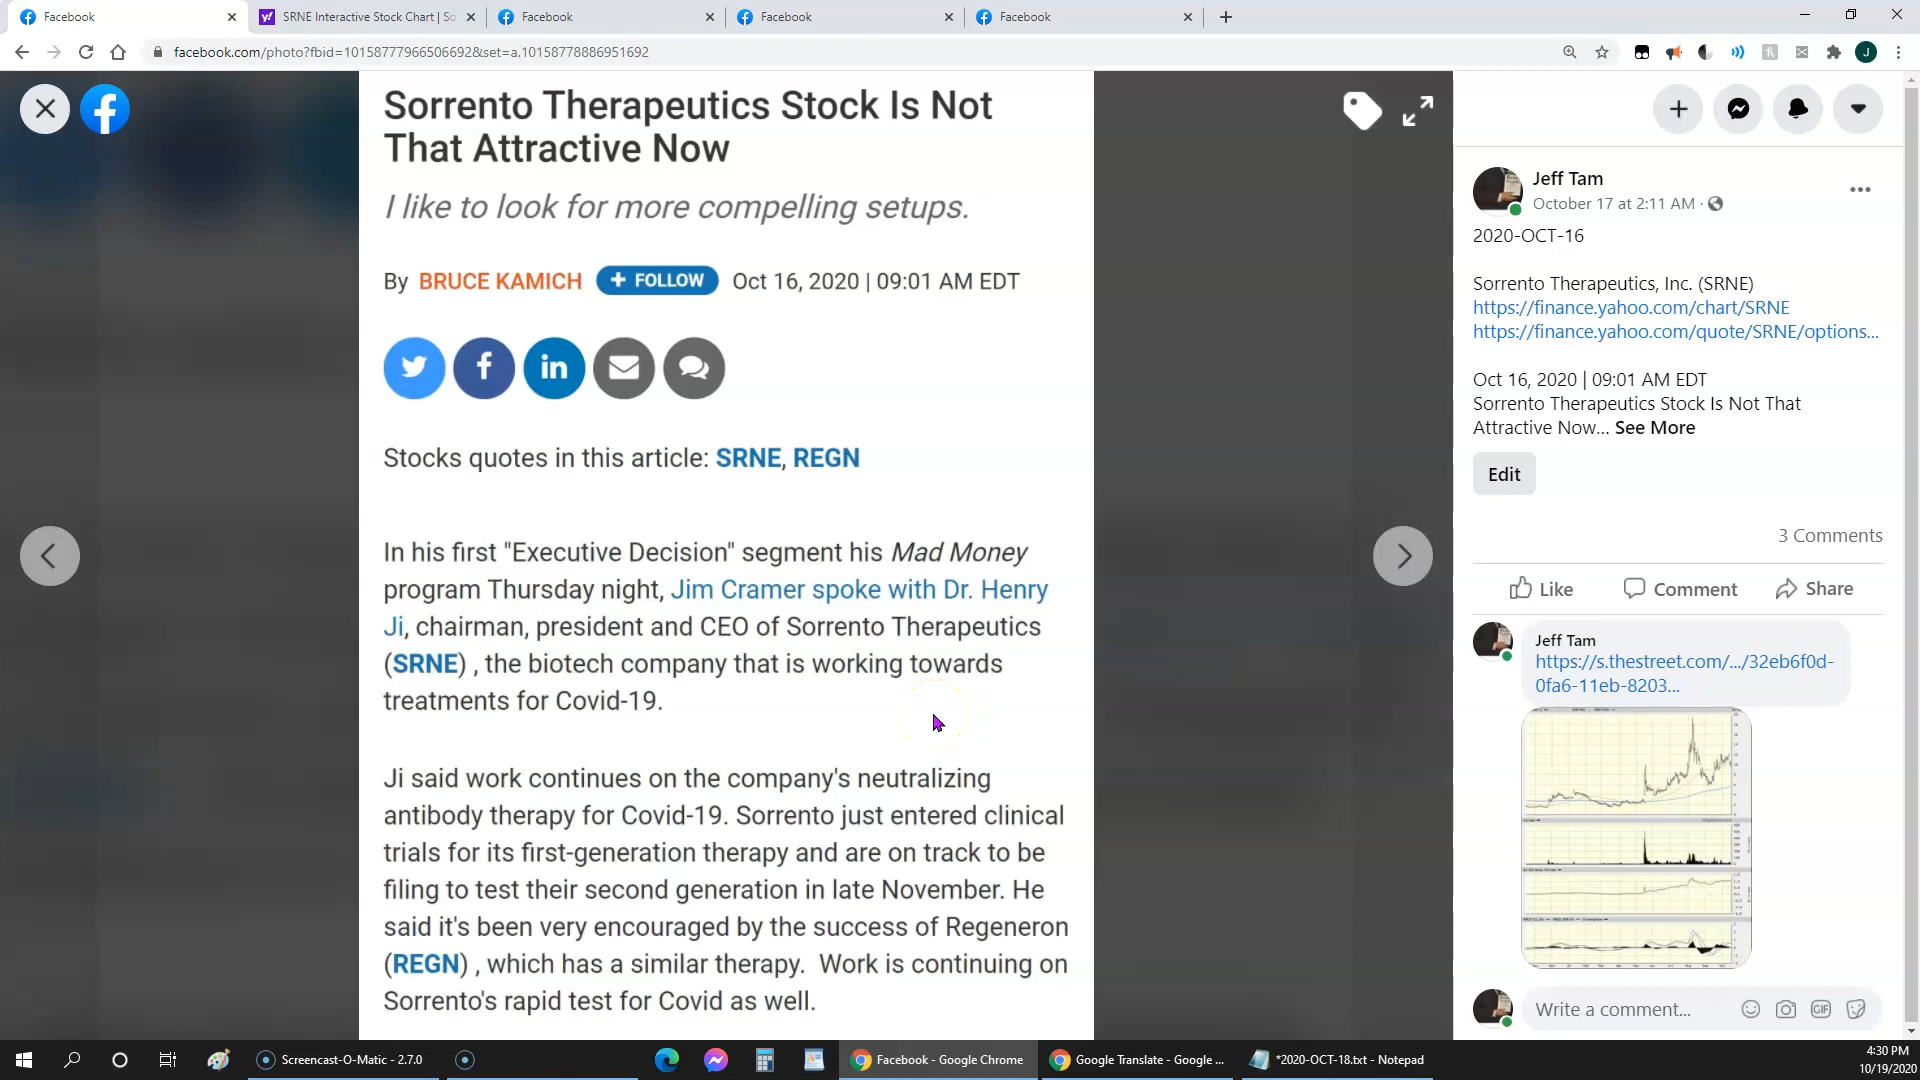 Facebook
SRNE Interactive Stock Chart | So
Facebook
Facebook
Facebook
facebook.com/photo?fbid=10158777966506692&set=a.10158778886951692
J
Sorrento Therapeutics Stock Is Not
That Attractive Now
I like to look for more compelling setups.
By BRUCE KAMICH + FOLLOW Oct 16, 2020 | 09:01 AM EDT
Stocks quotes in this article: SRNE, REGN
In his first "Executive Decision" segment his Mad Money
program Thursday night, Jim Cramer spoke with Dr. Henry
Ji, chairman, president and CEO of Sorrento Therapeutics
(SRNE) , the biotech company that is working towards
treatments for Covid-19.
Ji said work continues on the company's neutralizing
antibody therapy for Covid-19. Sorrento just entered clinical
trials for its first-generation therapy and are on track to be
filing to test their second generation in late November. He
said it's been very encouraged by the success of Regeneron
(REGN) , which has a similar therapy. Work is continuing on
Sorrento's rapid test for Covid as well.
Jeff Tam
October 17 at 2:11 AM ·
2020-OCT-16
Sorrento Therapeutics, Inc. (SRNE)
https://finance.yahoo.com/chart/SRNE
https://finance.yahoo.com/quote/SRNE/options...
Oct 16, 2020 | 09:01 AM EDT
Sorrento Therapeutics Stock Is Not That
Attractive Now... See More
Edit
3 Comments
Like Comment Share
Jeff Tam
https://s.thestreet.com/.../32eb6f0d-
0fa6-11eb-8203...
Write a comment...
GIF
Screencast-O-Matic - 2.7.0
Facebook - Google Chrome
Google Translate - Google ...
*2020-OCT-18.txt - Notepad
4:30 PM
10/19/2020